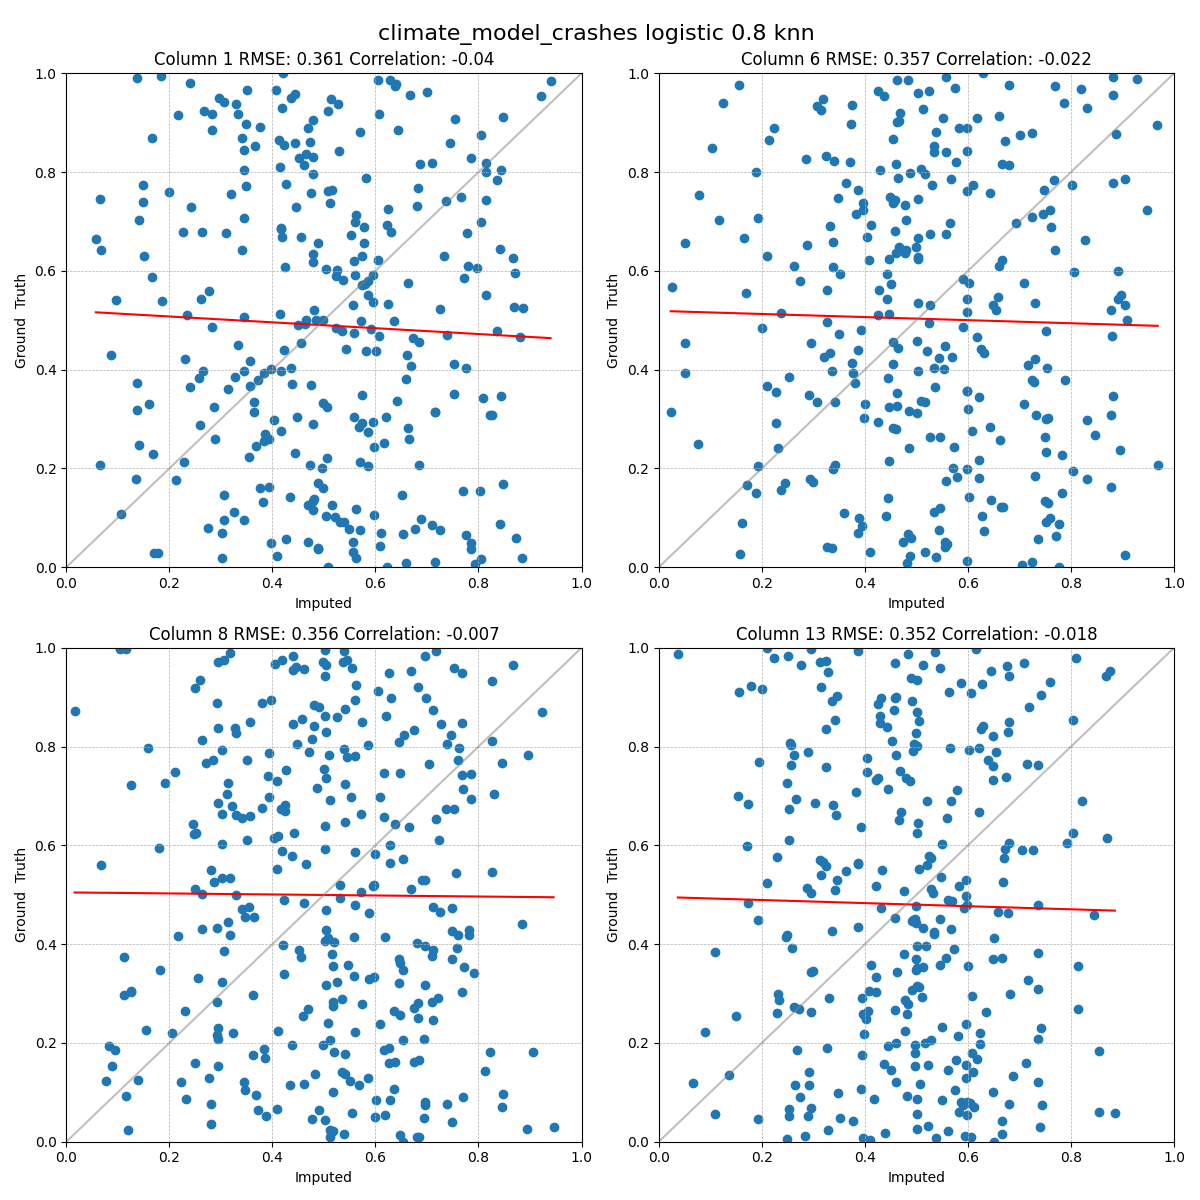 climate_model_crashes logistic 0.8 knn
Column 1 RMSE: 0.361 Correlation: -0.04
Column 6 RMSE: 0.357 Correlation: -0.022
1.0
0.8
0.6
0.4
0.2
0.0
Ground Truth
0.0 0.2 0.4 0.6 0.8 1.0
Imputed
1.0
0.8
0.6
0.4
0.2
0.0
Ground Truth
0.0 0.2 0.4 0.6 0.8 1.0
Imputed
Column 8 RMSE: 0.356 Correlation: -0.007
Column 13 RMSE: 0.352 Correlation: -0.018
1.0
0.8
0.6
0.4
0.2
0.0
Ground Truth
0.0 0.2 0.4 0.6 0.8 1.0
Imputed
1.0
0.8
0.6
0.4
0.2
0.0
Ground Truth
0.0 0.2 0.4 0.6 0.8 1.0
Imputed